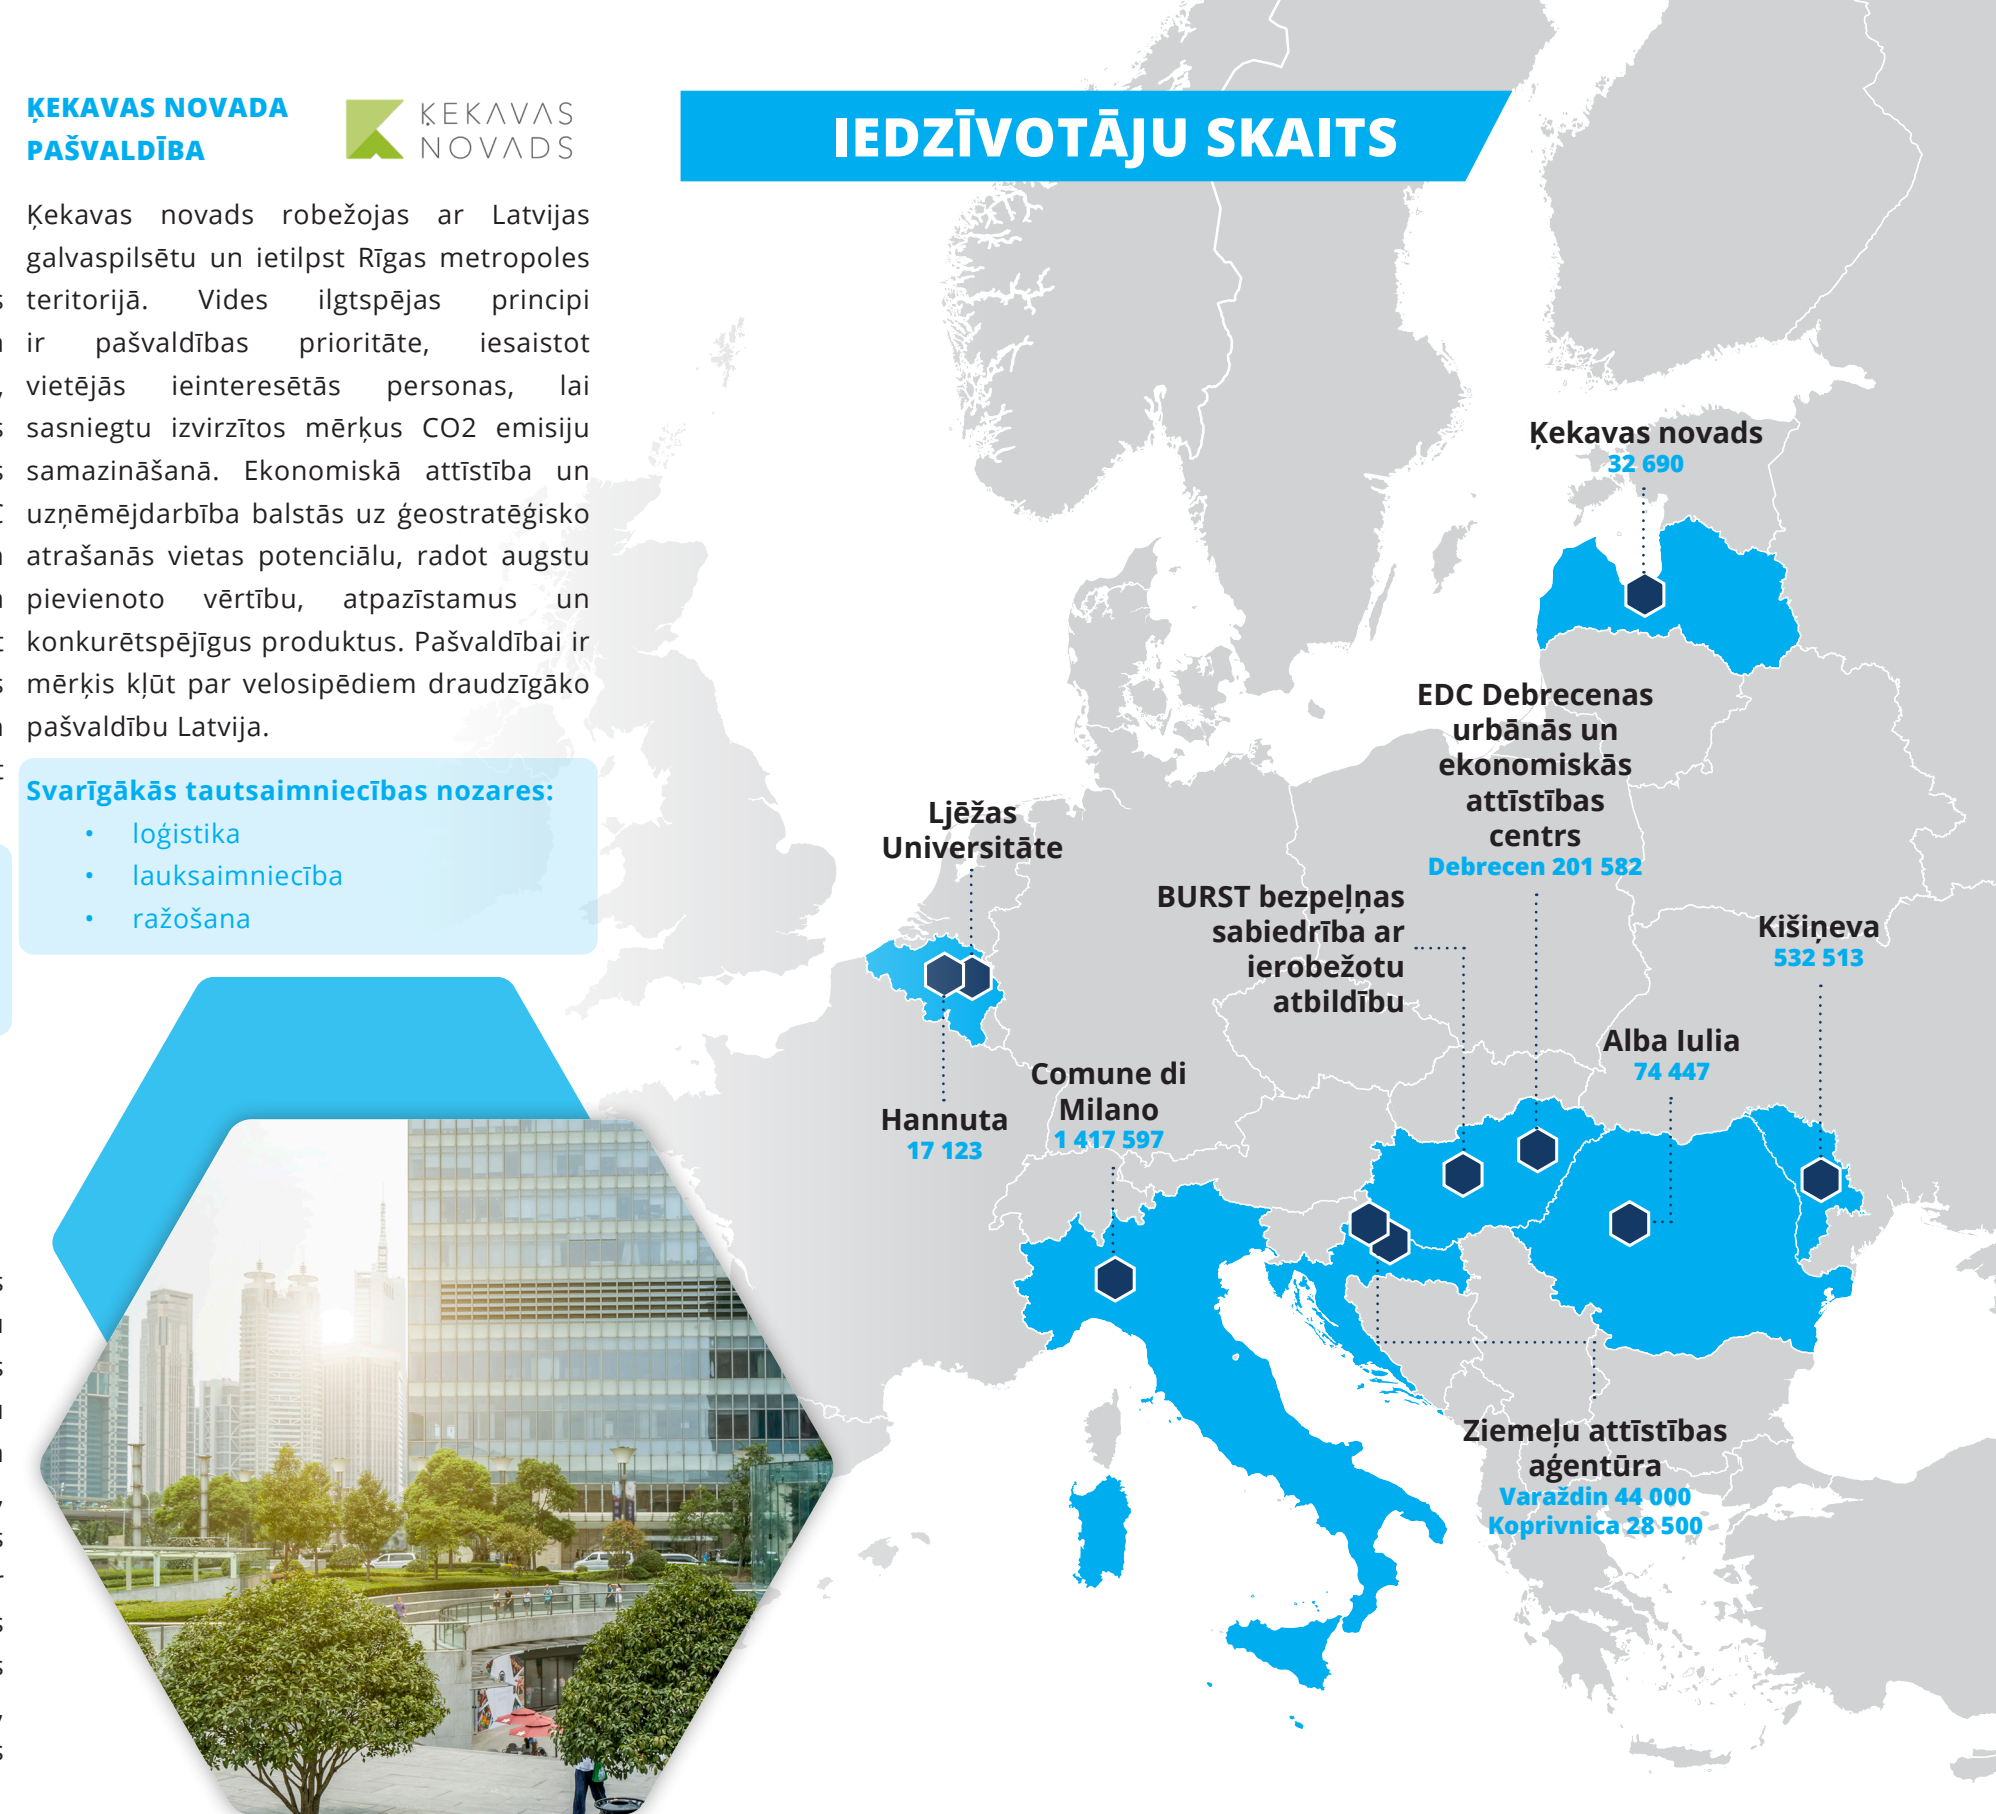 ĶEKAVAS NOVADA
PAŠVALDĪBA
ĶEKAVAS
NOVADS
Ķekavas novads robežojas ar Latvijas
galvaspilsētu un ietilpst Rīgas metropoles
teritorijā. Vides ilgtspējas principi
ir pašvaldības prioritāte, iesaistot
vietējās ieinteresētās personas, lai
sasniegtu izvirzītos mērķus CO2 emisiju
samazināšanā. Ekonomiskā attīstība un
uzņēmējdarbība balstās uz ģeostratēģisko
atrašanās vietas potenciālu, radot augstu
pievienoto vērtību, atpazīstamus un
konkurētspējīgus produktus. Pašvaldībai ir
mērķis kļūt par velosipēdiem draudzīgāko
pašvaldību Latvija.
Svarīgākās tautsaimniecības nozares:
• loģistika
• lauksaimniecība
• ražošana
IEDZĪVOTĀJU SKAITS
Ķekavas novads
32 690
EDC Debrecenas
urbānās un
ekonomiskās
attīstības
centrs
Debrecen 201 582
Ljēžas
Universitāte
BURST bezpeļņas
sabiedrība ar
ierobežotu
atbildību
Kišiņeva
532 513
Alba Iulia
74 447
Comune di
Milano
1 417 597
Hannuta
17 123
Ziemeļu attīstības
aģentūra
Varaždin 44 000
Koprivnica 28 500